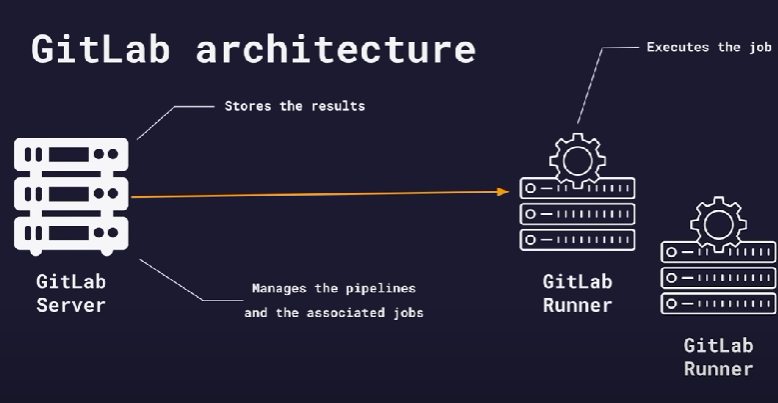 GitLab architecture
Executes the job
Stores the results
GitLab
Server
Manages the pipelines
and the associated jobs
GitLab
Runner
GitLab
Runner